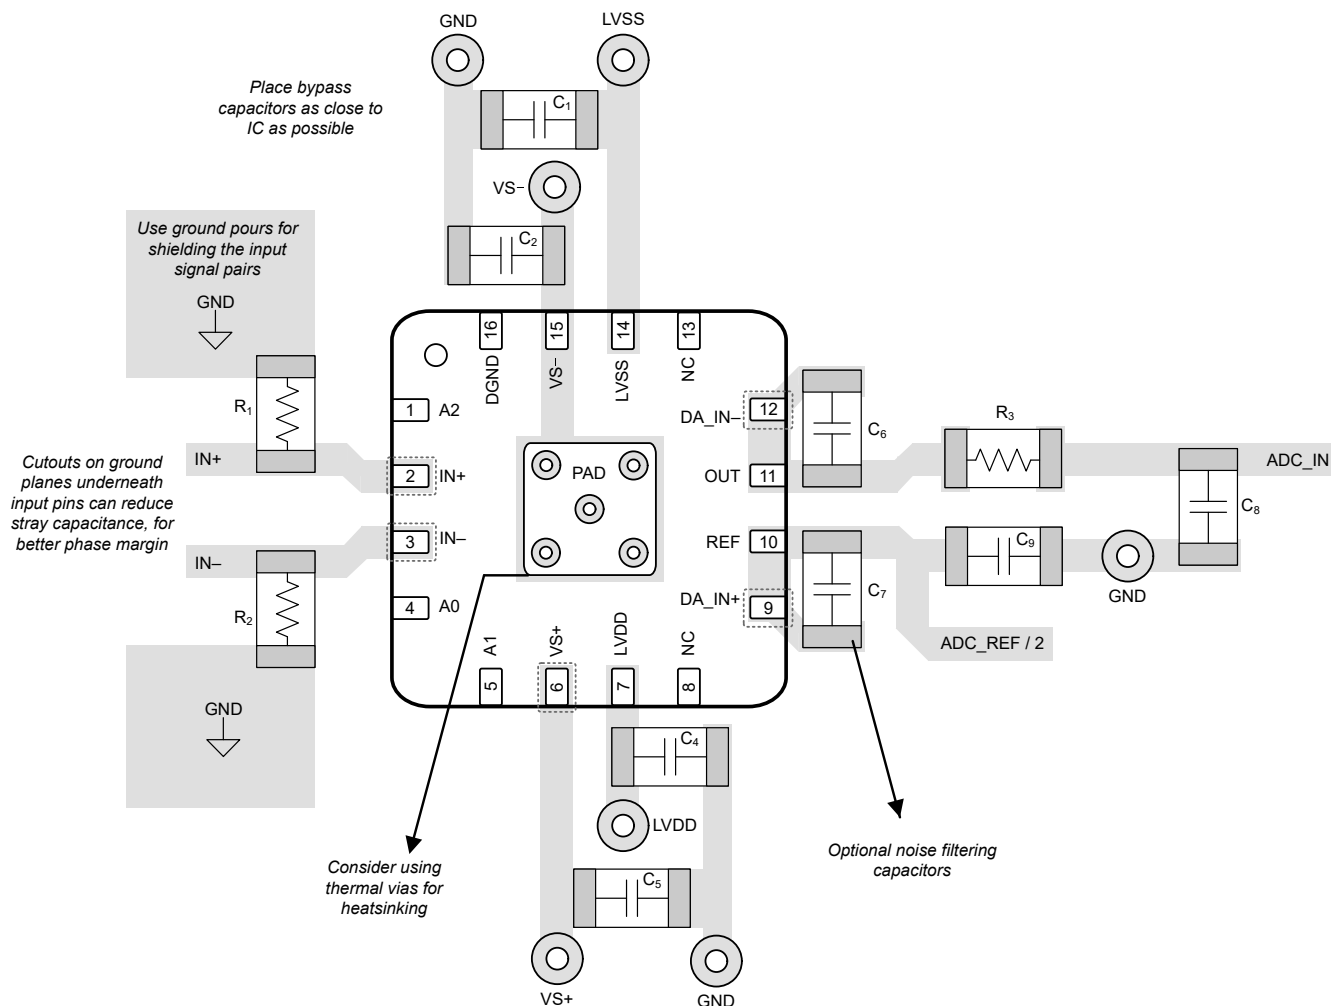 GND
LVSS
Place bypass
capacitors as close to
IC as possible
C1
VS–
C2
Use ground pours for
shielding the input
signal pairs
GND
R1
IN+
Cutouts on ground
planes underneath
input pins can reduce
stray capacitance, for
better phase margin
IN–
R2
GND
16
15
14
13
DGND
VS–
LVSS
NC
1
A2
2
IN+
3
IN–
4
A0
PAD
DA_IN–
12
OUT
11
REF
10
DA_IN+
9
A1
VS+
LVDD
NC
5
6
7
8
C6
R3
ADC_IN
C8
C9
GND
C7
ADC_REF / 2
C4
LVDD
C5
VS+
GND
Consider using
thermal vias for
heatsinking
Optional noise filtering
capacitors